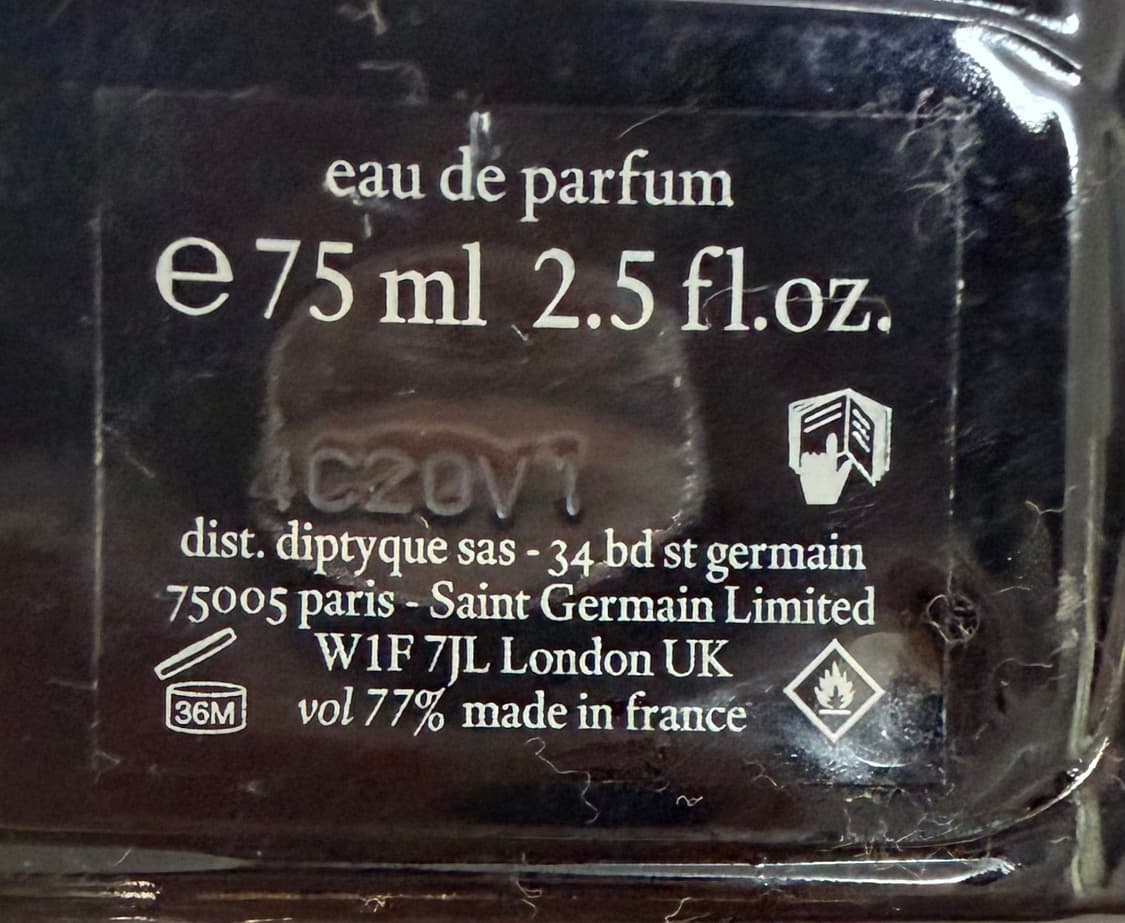 eau de parfum
e 75 ml 2.5 fl.oz.
4C20V1
dist. diptyque sas - 34 bd st germain
75005 paris - Saint Germain Limited
W1F 7JL London UK
36M vol 77% made in france